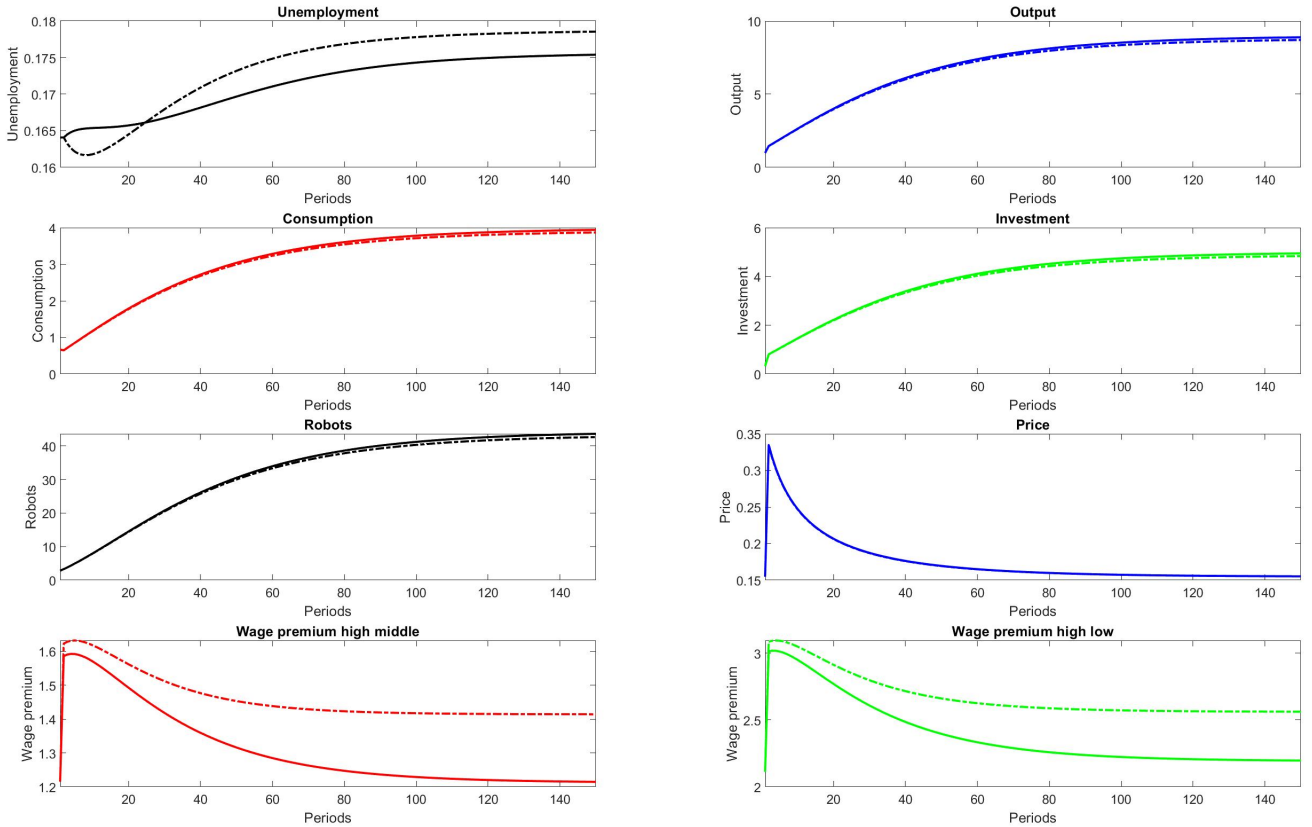 Unemployment
Unemployment
0.18
0.175
0.17
0.165
0.16
20 40 60 80 100 120 140
Periods
Output
Output
10
5
0
20 40 60 80 100 120 140
Periods
Consumption
Consumption
4
3
2
1
0
20 40 60 80 100 120 140
Periods
Investment
Investment
6
4
2
0
20 40 60 80 100 120 140
Periods
Robots
Robots
40
30
20
10
0
20 40 60 80 100 120 140
Periods
Price
Price
0.35
0.3
0.25
0.2
0.15
20 40 60 80 100 120 140
Periods
Wage premium high middle
Wage premium
1.6
1.5
1.4
1.3
1.2
20 40 60 80 100 120 140
Periods
Wage premium high low
Wage premium
3
2.5
2
20 40 60 80 100 120 140
Periods